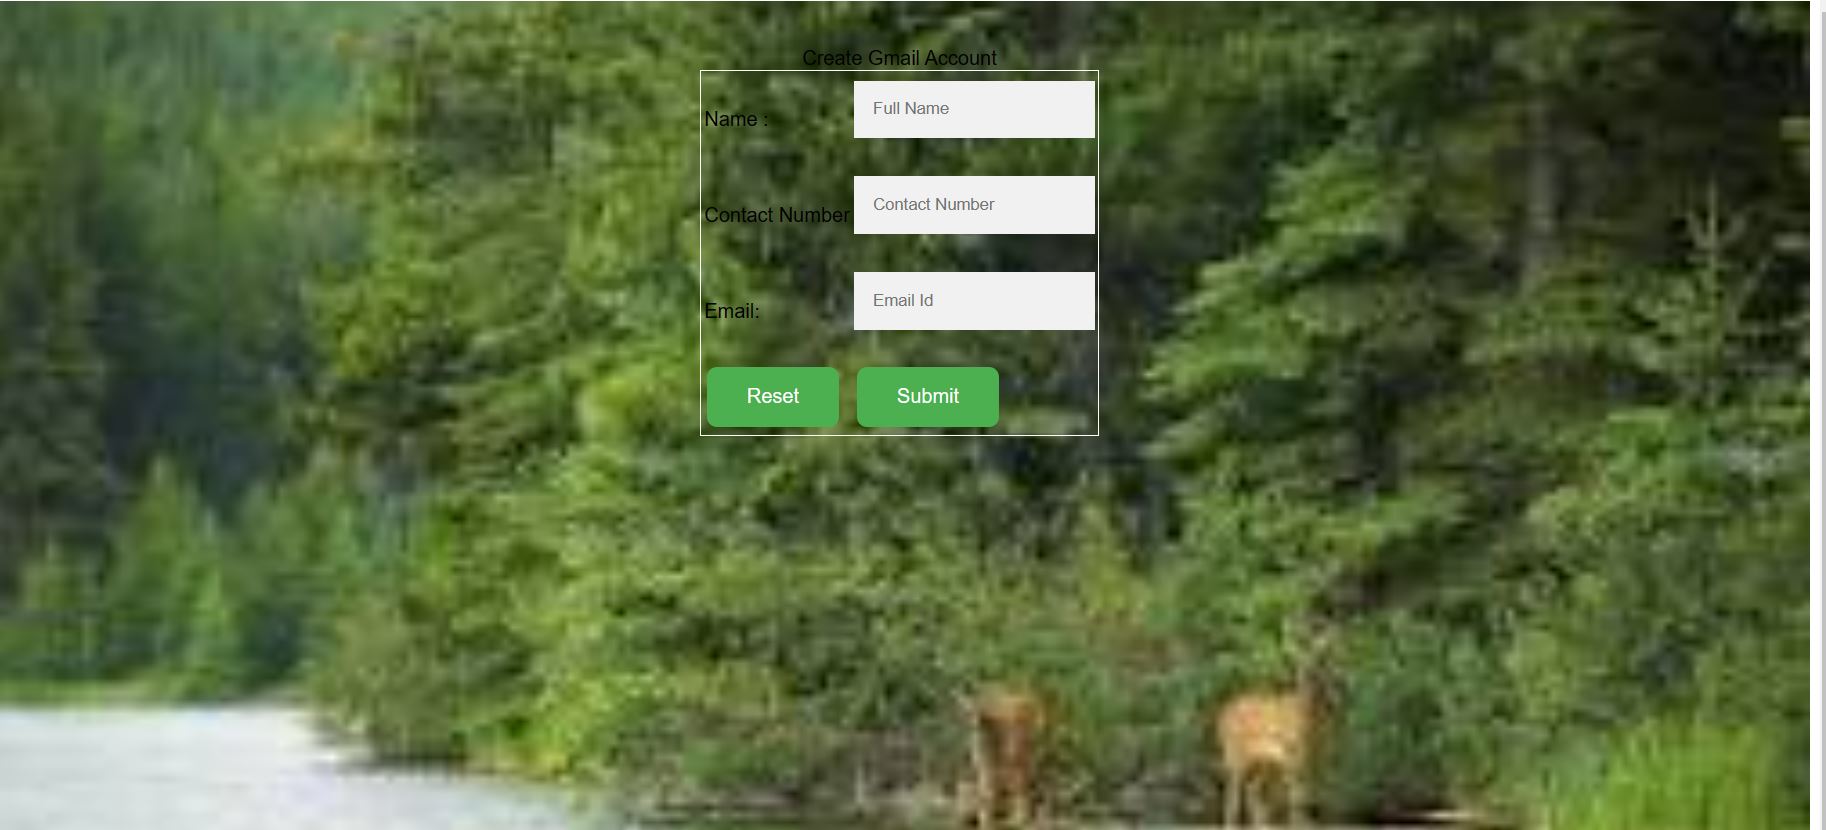 Create Gmail Account
Name : Full Name
Contact Number Contact Number
Email: Email Id
Reset Submit